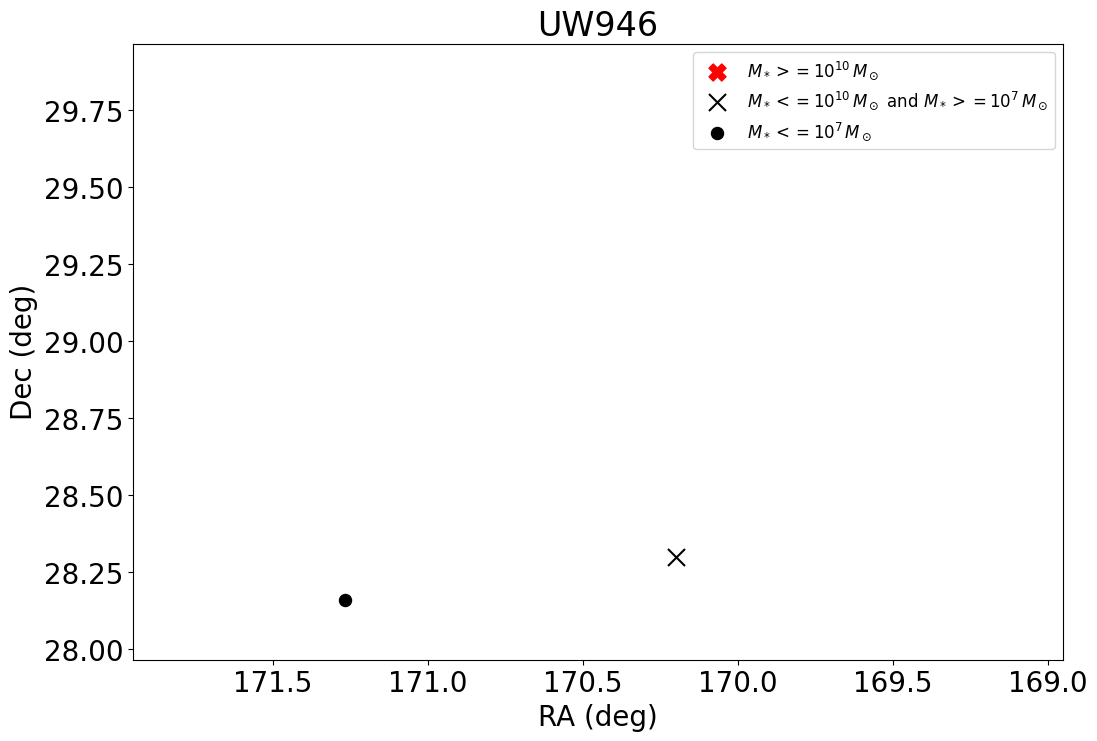 UW946
M* >= 10^10 M⊙
M* <= 10^10 M⊙ and M* >= 10^7 M⊙
M* <= 10^7 M⊙
29.75
29.50
29.25
29.00
28.75
28.50
28.25
28.00
Dec (deg)
171.5 171.0 170.5 170.0 169.5 169.0
RA (deg)